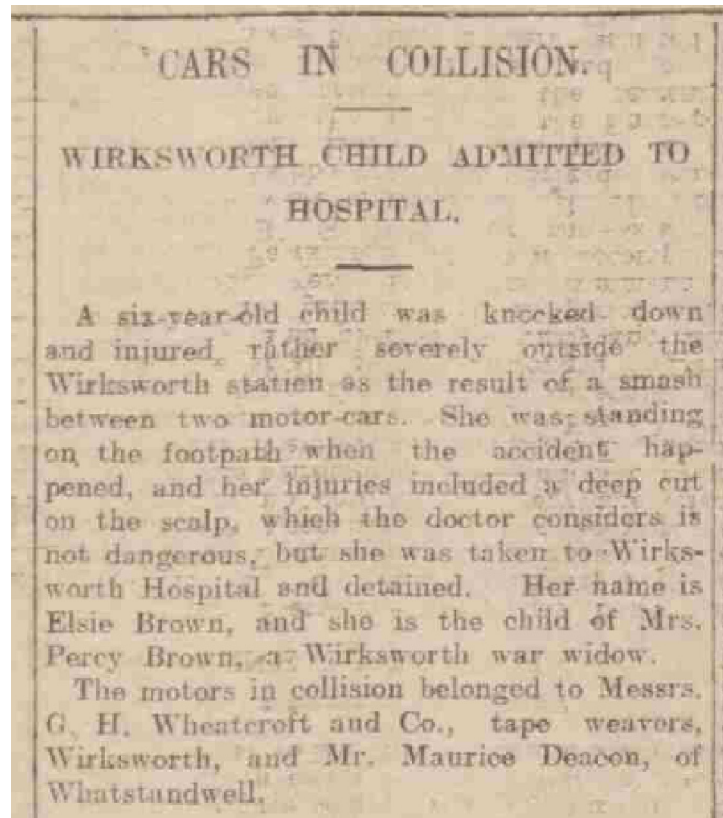 CARS IN COLLISION.
WIRKSWORTH CHILD ADMITTED TO
HOSPITAL.
A six-year-old child was knocked down
and injured rather severely outside the
Wirksworth station as the result of a smash
between two motor-cars. She was standing
on the footpath when the accident hap-
pened, and her injuries included a deep cut
on the scalp, which the doctor considers is
not dangerous, but she was taken to Wirks-
worth Hospital and detained. Her name is
Elsie Brown, and she is the child of Mrs.
Percy Brown, a Wirksworth war widow.
The motors in collision belonged to Messrs.
G. H. Wheatcroft and Co., tape weavers,
Wirksworth, and Mr. Maurice Deacon, of
Whatstandwell.